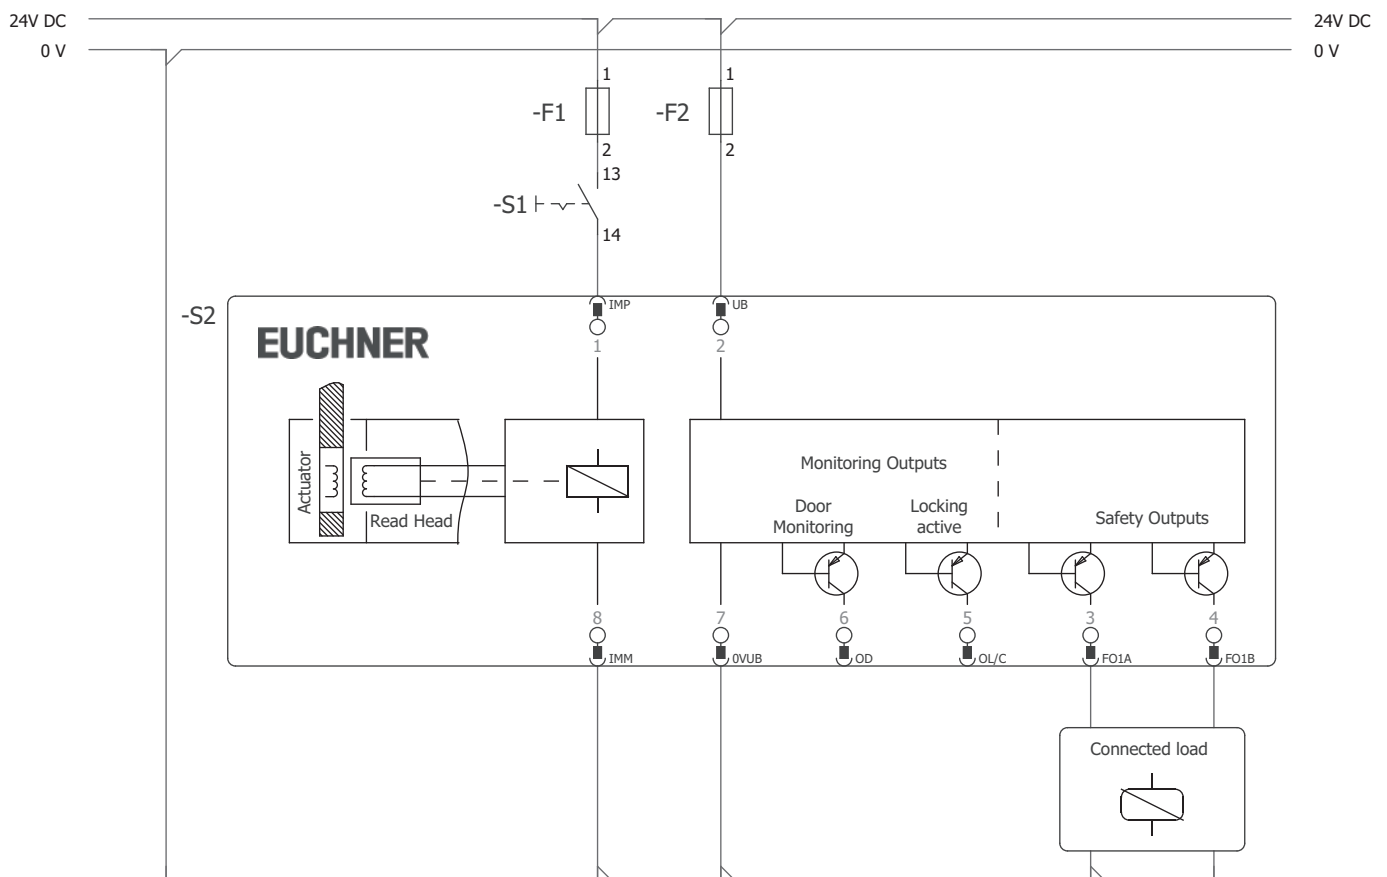 24V DC
24V DC
0 V
0 V
1
1
-F1
-F2
2
2
13
-S1
14
-S2
IMP
UB
EUCHNER
1
2
Actuator
Read Head
Monitoring Outputs
Door
Monitoring
Locking
active
Safety Outputs
8
7
6
5
3
4
IMM
0VUB
OD
OL/C
FO1A
FO1B
Connected load